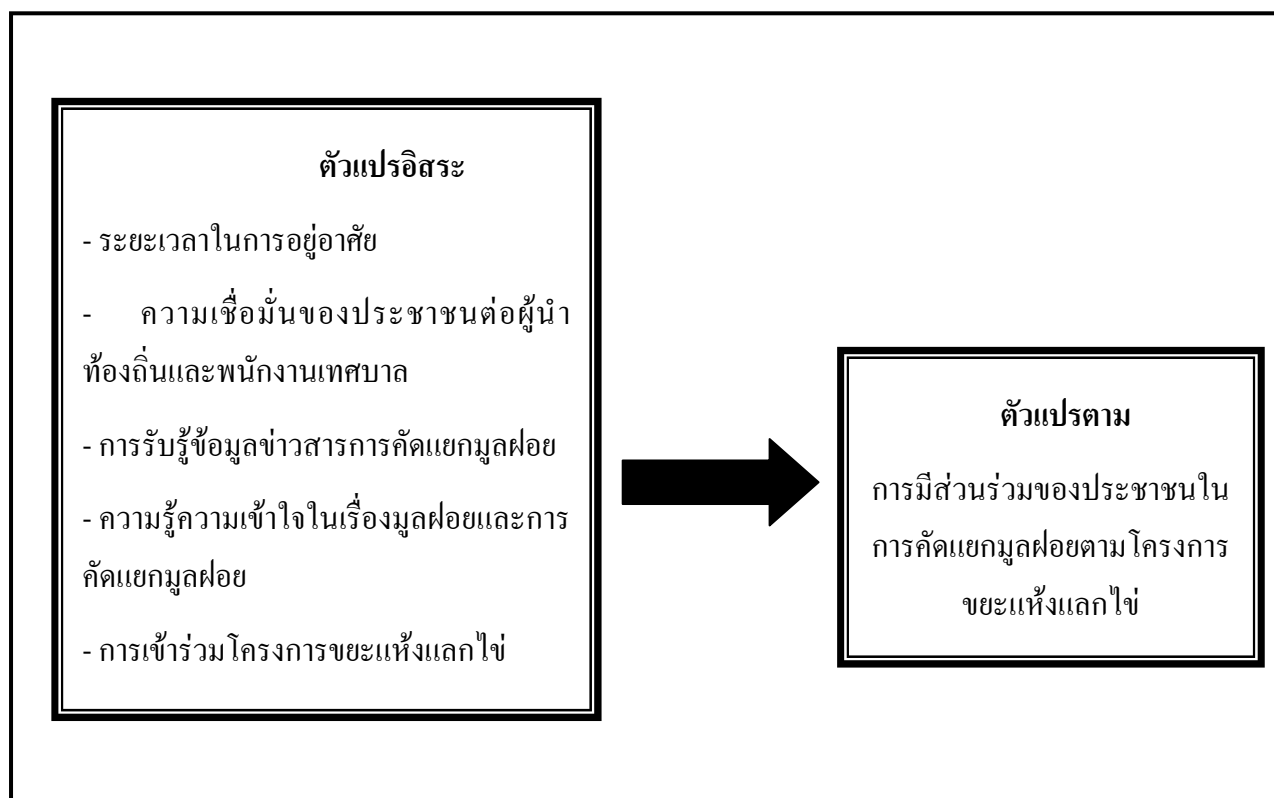 ตัวแปรอิสระ
- ระยะเวลาในการอยู่อาศัย
- ความเชื่อมั่นของประชาชนต่อผู้นำ
ท้องถิ่นและพนักงานเทศบาล
- การรับรู้ข้อมูลข่าวสารการคัดแยกมูลฝอย
- ความรู้ความเข้าใจในเรื่องมูลฝอยและการ
คัดแยกมูลฝอย
- การเข้าร่วมโครงการขยะแห้งแลกไข่
ตัวแปรตาม
การมีส่วนร่วมของประชาชนใน
การคัดแยกมูลฝอยตามโครงการ
ขยะแห้งแลกไข่